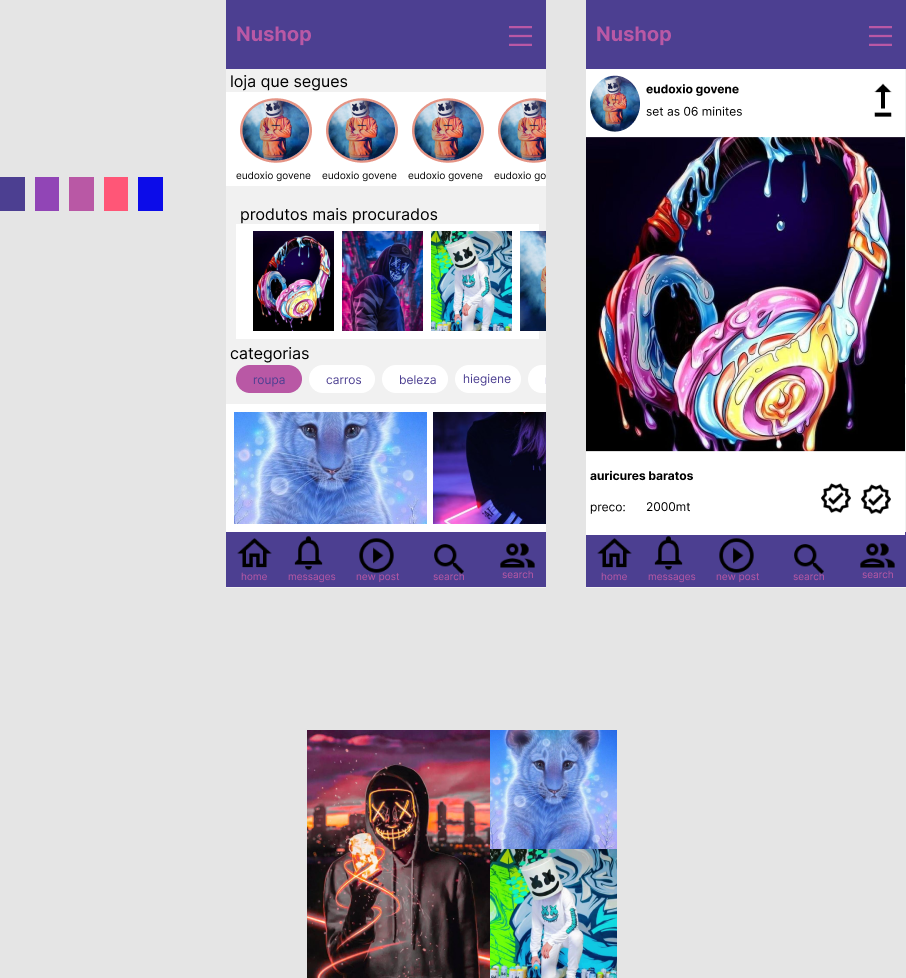 Nushop
loja que segues
eudoxio govene
eudoxio govene
eudoxio govene
eudoxio go
produtos mais procurados
categorias
roupa
carros
beleza
hiegiene
home
messages
new post
search
search
Nushop
eudoxio govene
set as 06 minites
auricures baratos
preco:
2000mt
home
messages
new post
search
search